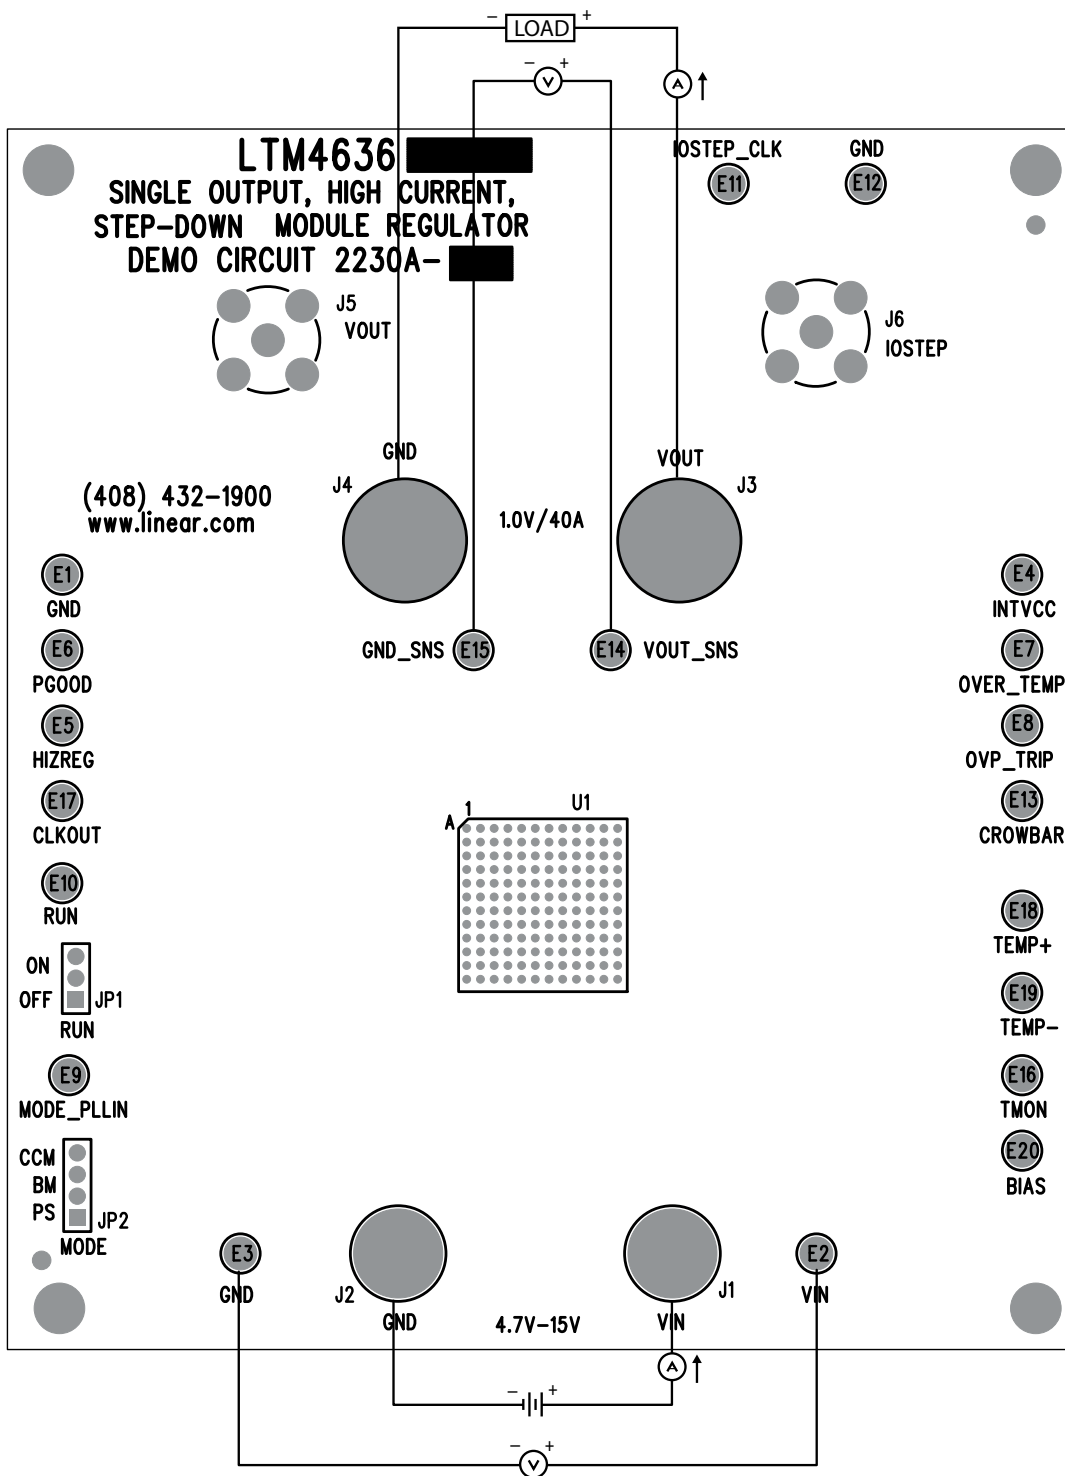 − LOAD +
− V +
A
LTM4636
SINGLE OUTPUT, HIGH CURRENT,
STEP-DOWN MODULE REGULATOR
DEMO CIRCUIT 2230A-
IOSTEP_CLK
E11
GND
E12
J5
VOUT
J6
IOSTEP
GND
J4
VOUT
J3
1.0V/40A
(408) 432-1900
www.linear.com
GND_SNS E15
E14 VOUT_SNS
E1
GND
E6
PGOOD
E5
HIZREG
E17
CLKOUT
E10
RUN
ON
OFF JP1
RUN
E9
MODE_PLLIN
CCM
BM
PS JP2
MODE
A 1 U1
E4
INTVCC
E7
OVER_TEMP
E8
OVP_TRIP
E13
CROWBAR
E18
TEMP+
E19
TEMP-
E16
TMON
E20
BIAS
E3
GND
J2
GND
4.7V-15V
J1
VIN
E2
VIN
A
− +
− V +